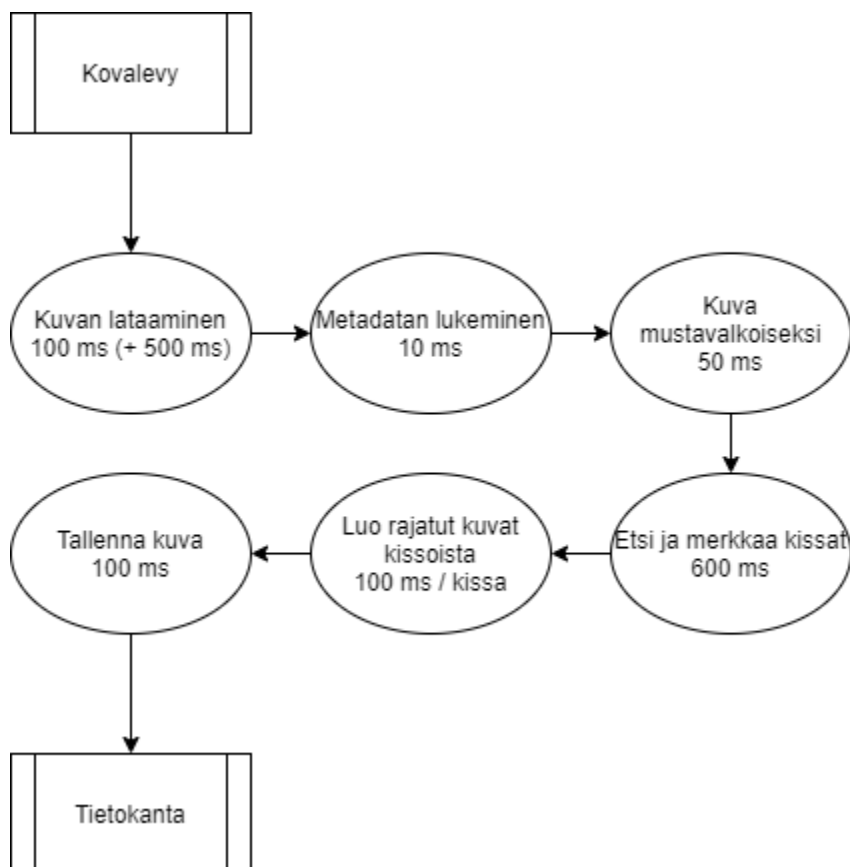 Kovalevy
Kuvan lataaminen
100 ms (+ 500 ms)
Metadatan lukeminen
10 ms
Kuva
mustavalkoiseksi
50 ms
Etsi ja merkkaa kissat
600 ms
Luo rajatut kuvat
kissoista
100 ms / kissa
Tallenna kuva
100 ms
Tietokanta